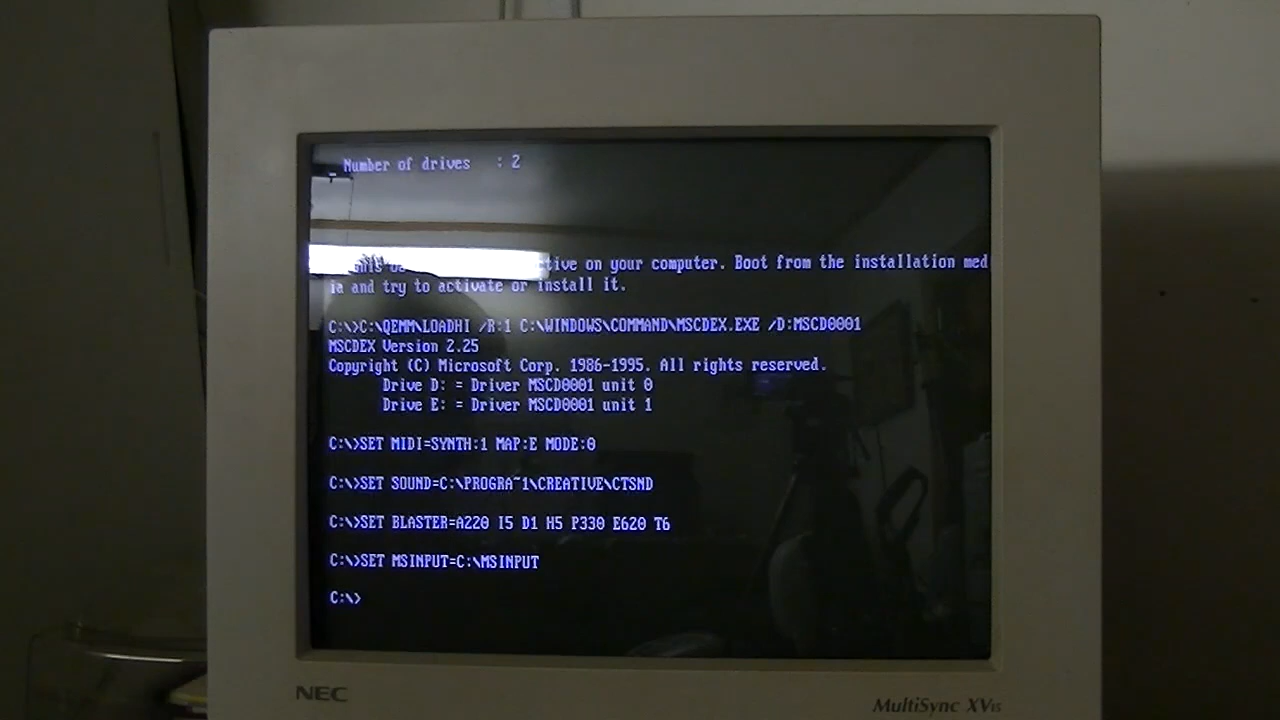 Number of drives : 2
tive on your computer. Boot from the installation med
ia and try to activate or install it.
C:\>C:\QEMM\LOADHI /R:1 C:\WINDOWS\COMMAND\MSCDEX.EXE /D:MSCD0001
MSCDEX Version 2.25
Copyright (C) Microsoft Corp. 1986-1995. All rights reserved.
Drive D: = Driver MSCD0001 unit 0
Drive E: = Driver MSCD0001 unit 1
C:\>SET MIDI=SYNTH:1 MAP:E MODE:0
C:\>SET SOUND=C:\PROGRA~1\CREATIVE\CTSND
C:\>SET BLASTER=A220 I5 D1 H5 P330 E620 T6
C:\>SET MSINPUT=C:\MSINPUT
C:\>
NEC
MultiSync XV15